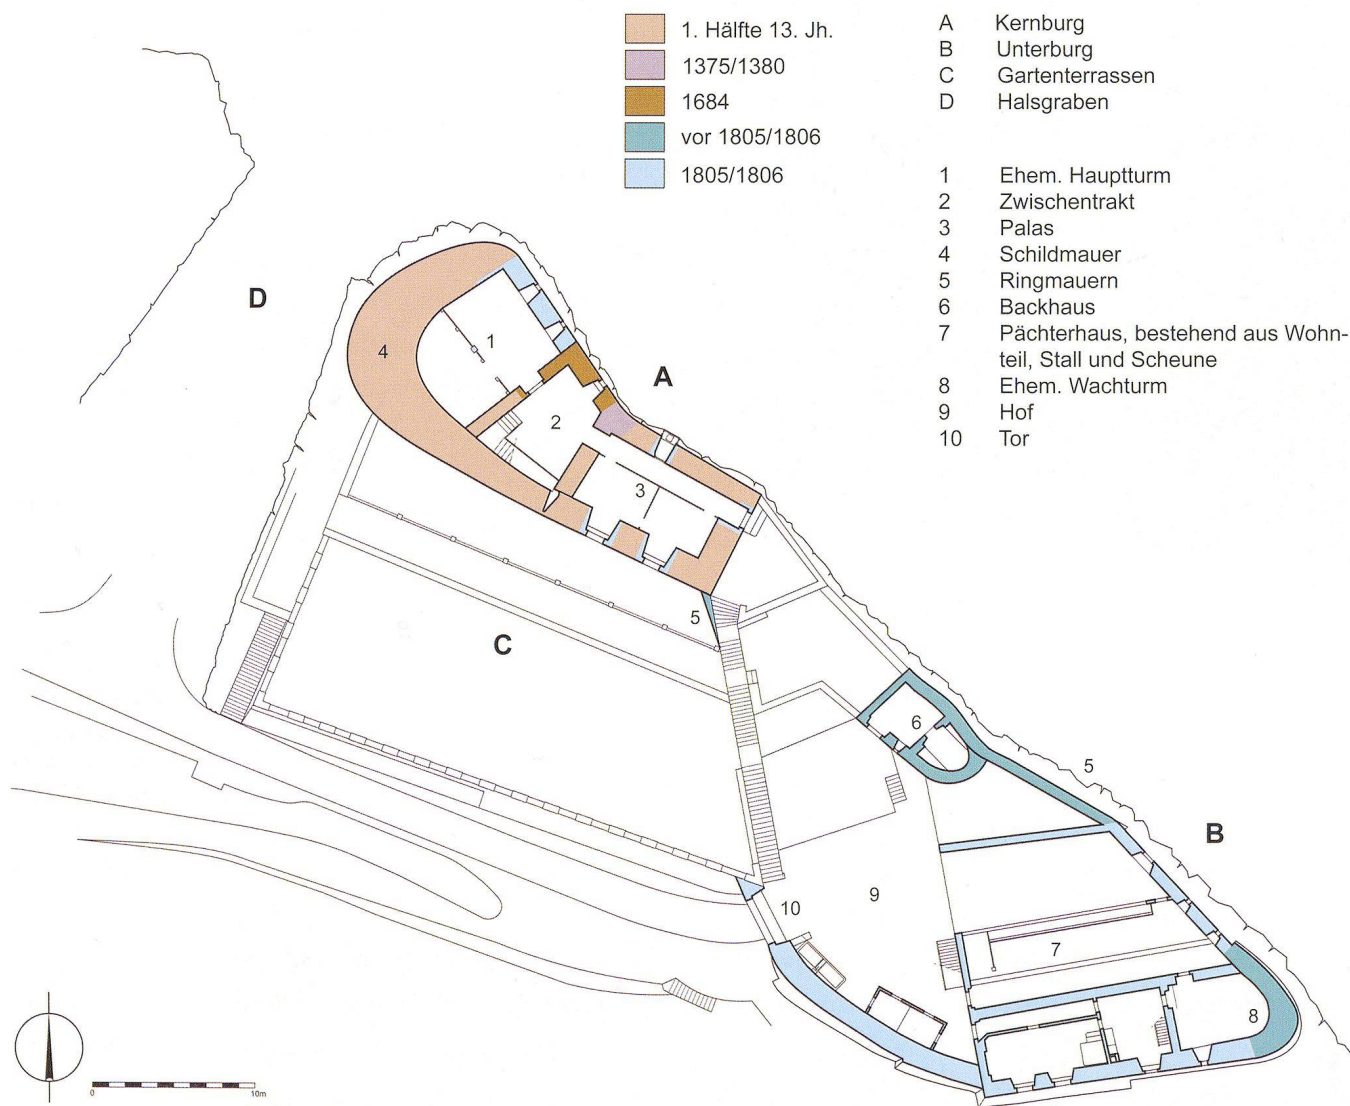 1. Hälfte 13. Jh.
1375/1380
1684
vor 1805/1806
1805/1806
A Kernburg
B Unterburg
C Gartenterrassen
D Halsgraben
1 Ehem. Hauptturm
2 Zwischentrakt
3 Palas
4 Schildmauer
5 Ringmauern
6 Backhaus
7 Pächterhaus, bestehend aus Wohn-
teil, Stall und Scheune
8 Ehem. Wachturm
9 Hof
10 Tor
D
4
1
A
2
3
5
C
6
5
B
10
9
7
8
0 10m